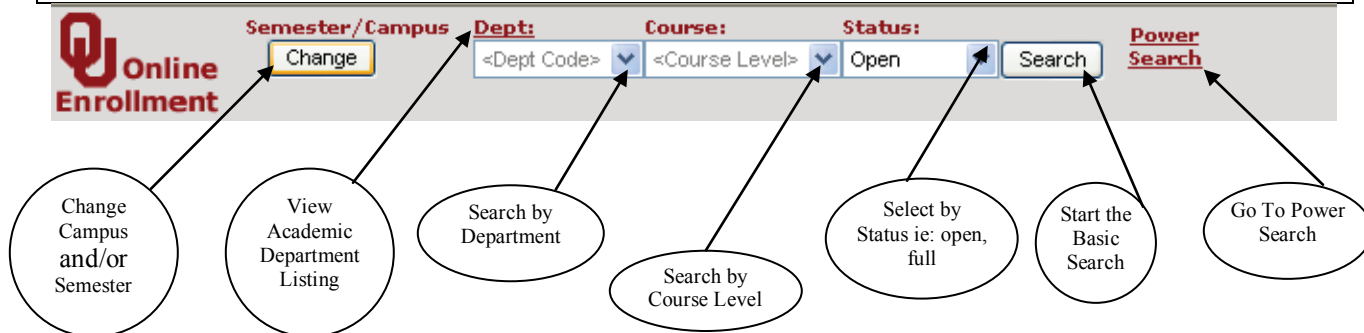 Semester/Campus Dept: Course: Status:
OU Online Enrollment
Change <Dept Code> <Course Level> Open Search Power Search
Change
Campus
and/or
Semester
View
Academic
Department
Listing
Search by
Department
Search by
Course Level
Select by
Status ie: open,
full
Start the
Basic
Search
Go To Power
Search